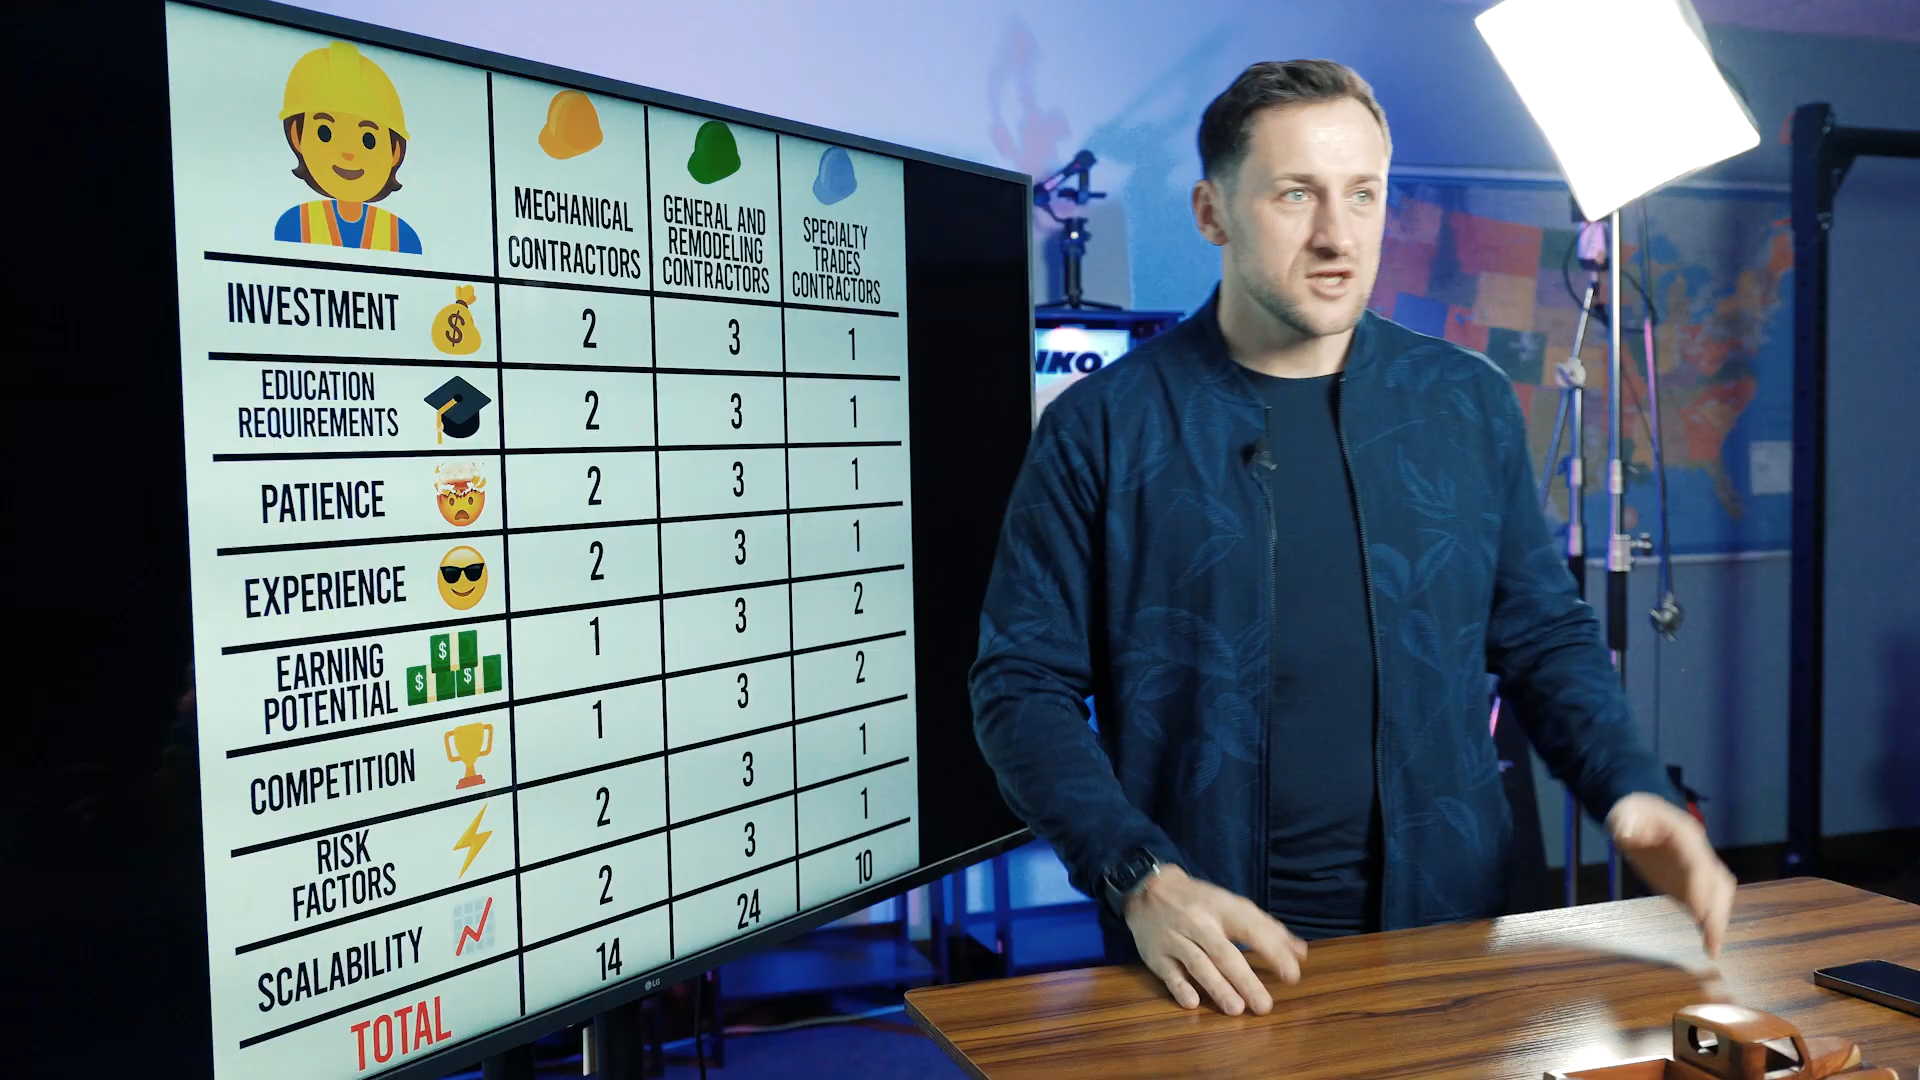 MECHANICAL
CONTRACTORS
GENERAL AND
REMODELING
CONTRACTORS
SPECIALTY
TRADES
CONTRACTORS
INVESTMENT $ 2 3 1
EDUCATION
REQUIREMENTS 2 3 1
PATIENCE 2 3 1
EXPERIENCE 2 3 1
EARNING
POTENTIAL $ $ $ 1 3 2
COMPETITION 1 3 2
RISK
FACTORS 2 3 1
SCALABILITY 2 3 1
TOTAL 14 24 10
LG
IKO